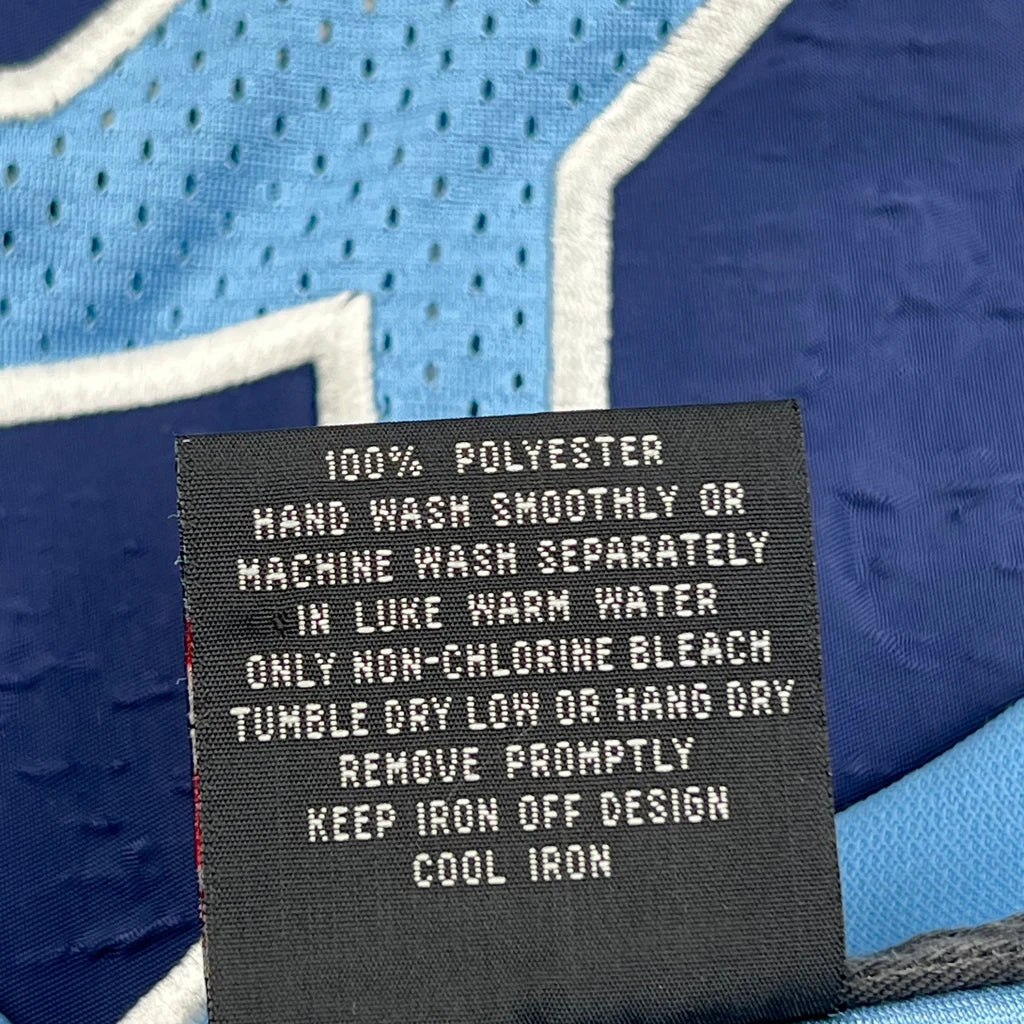 100% POLYESTER
HAND WASH SMOOTHLY OR
MACHINE WASH SEPARATELY
IN LUKE WARM WATER
ONLY NON-CHLORINE BLEACH
TUMBLE DRY LOW OR HANG DRY
REMOVE PROMPTLY
KEEP IRON OFF DESIGN
COOL IRON